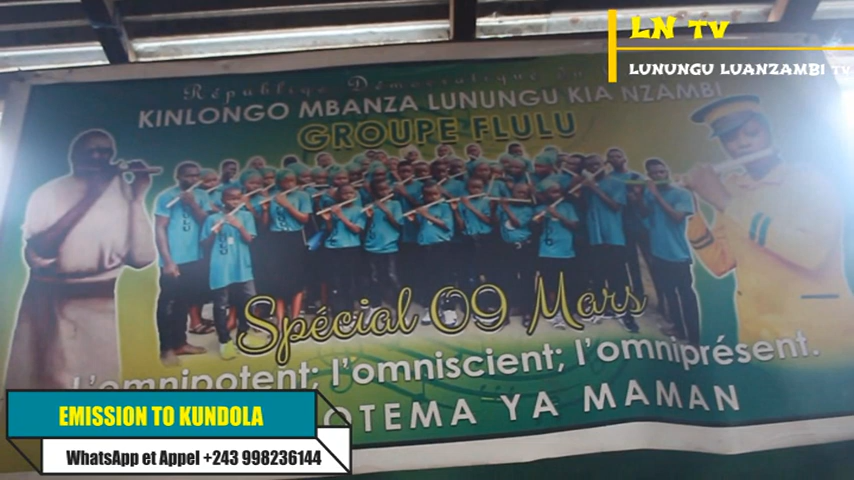 LN TV
LUNUNGU LUANZAMBI TV
République Démocratique du
KINLONGO MBANZA LUNUNGU KIA NZAMBI
GROUPE FLULU
Spécial 09 Mars
L'omnipotent; l'omniscient; l'omniprésent.
OTEMA YA MAMAN
EMISSION TO KUNDOLA
WhatsApp et Appel +243 998236144